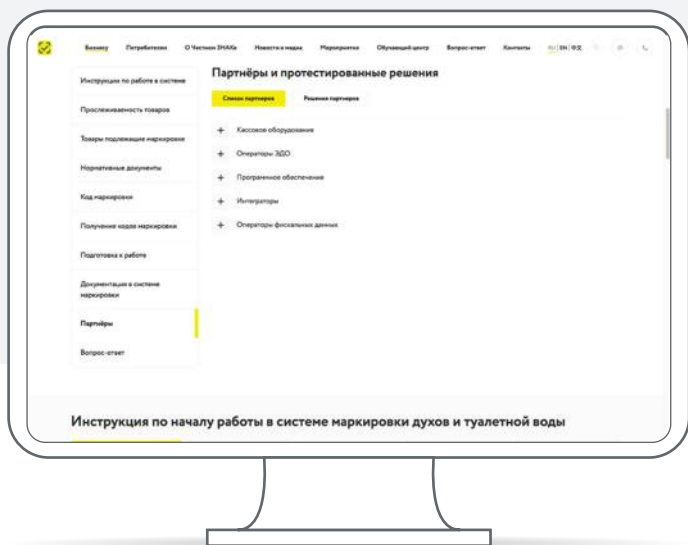 Бизнесу Потребителям О Честном ЗНАКе Новости и медиа Мероприятия Обучающий центр Вопрос-ответ Контакты RU EN 中文
Инструкции по работе в системе
Прослеживаемость товаров
Товары подлежащие маркировке
Нормативные документы
Код маркировки
Получение кодов маркировки
Подготовка к работе
Документация в системе
маркировки
Партнёры
Вопрос-ответ
Партнёры и протестированные решения
Список партнеров Решения партнеров
+ Кассовое оборудование
+ Операторы ЭДО
+ Программное обеспечение
+ Интеграторы
+ Операторы фискальных данных
Инструкция по началу работы в системе маркировки духов и туалетной воды